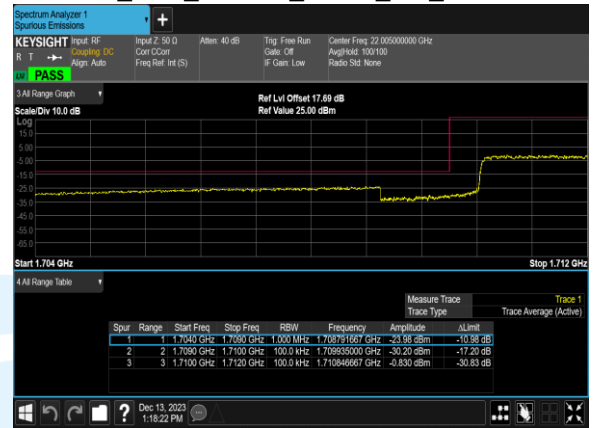 Spectrum Analyzer 1
Spurious Emissions
KEYSIGHT Input: RF Input Z: 50 Ω Atten: 40 dB Trig: Free Run Center Freq: 22.005000000 GHz
R T Coupling: DC Corr CCorr Gate: Off Avg|Hold: 100/100
Align: Auto Freq Ref: Int (S) IF Gain: Low Radio Std: None
PASS
3 All Range Graph
Ref Lvl Offset 17.69 dB
Scale/Div 10.0 dB Ref Value 25.00 dBm
Log
15.0
5.00
-5.00
-15.0
-25.0
-35.0
-45.0
-55.0
-65.0
Start 1.704 GHz Stop 1.712 GHz
4 All Range Table
Measure Trace Trace 1
Trace Type Trace Average (Active)
Spur Range Start Freq Stop Freq RBW Frequency Amplitude ΔLimit
1 1 1.7040 GHz 1.7090 GHz 1.000 MHz 1.708791667 GHz -23.98 dBm -10.98 dB
2 2 1.7090 GHz 1.7100 GHz 100.0 kHz 1.709935000 GHz -30.20 dBm -17.20 dB
3 3 1.7100 GHz 1.7120 GHz 100.0 kHz 1.710846667 GHz -0.830 dBm -30.83 dB
Dec 13, 2023
1:18:22 PM